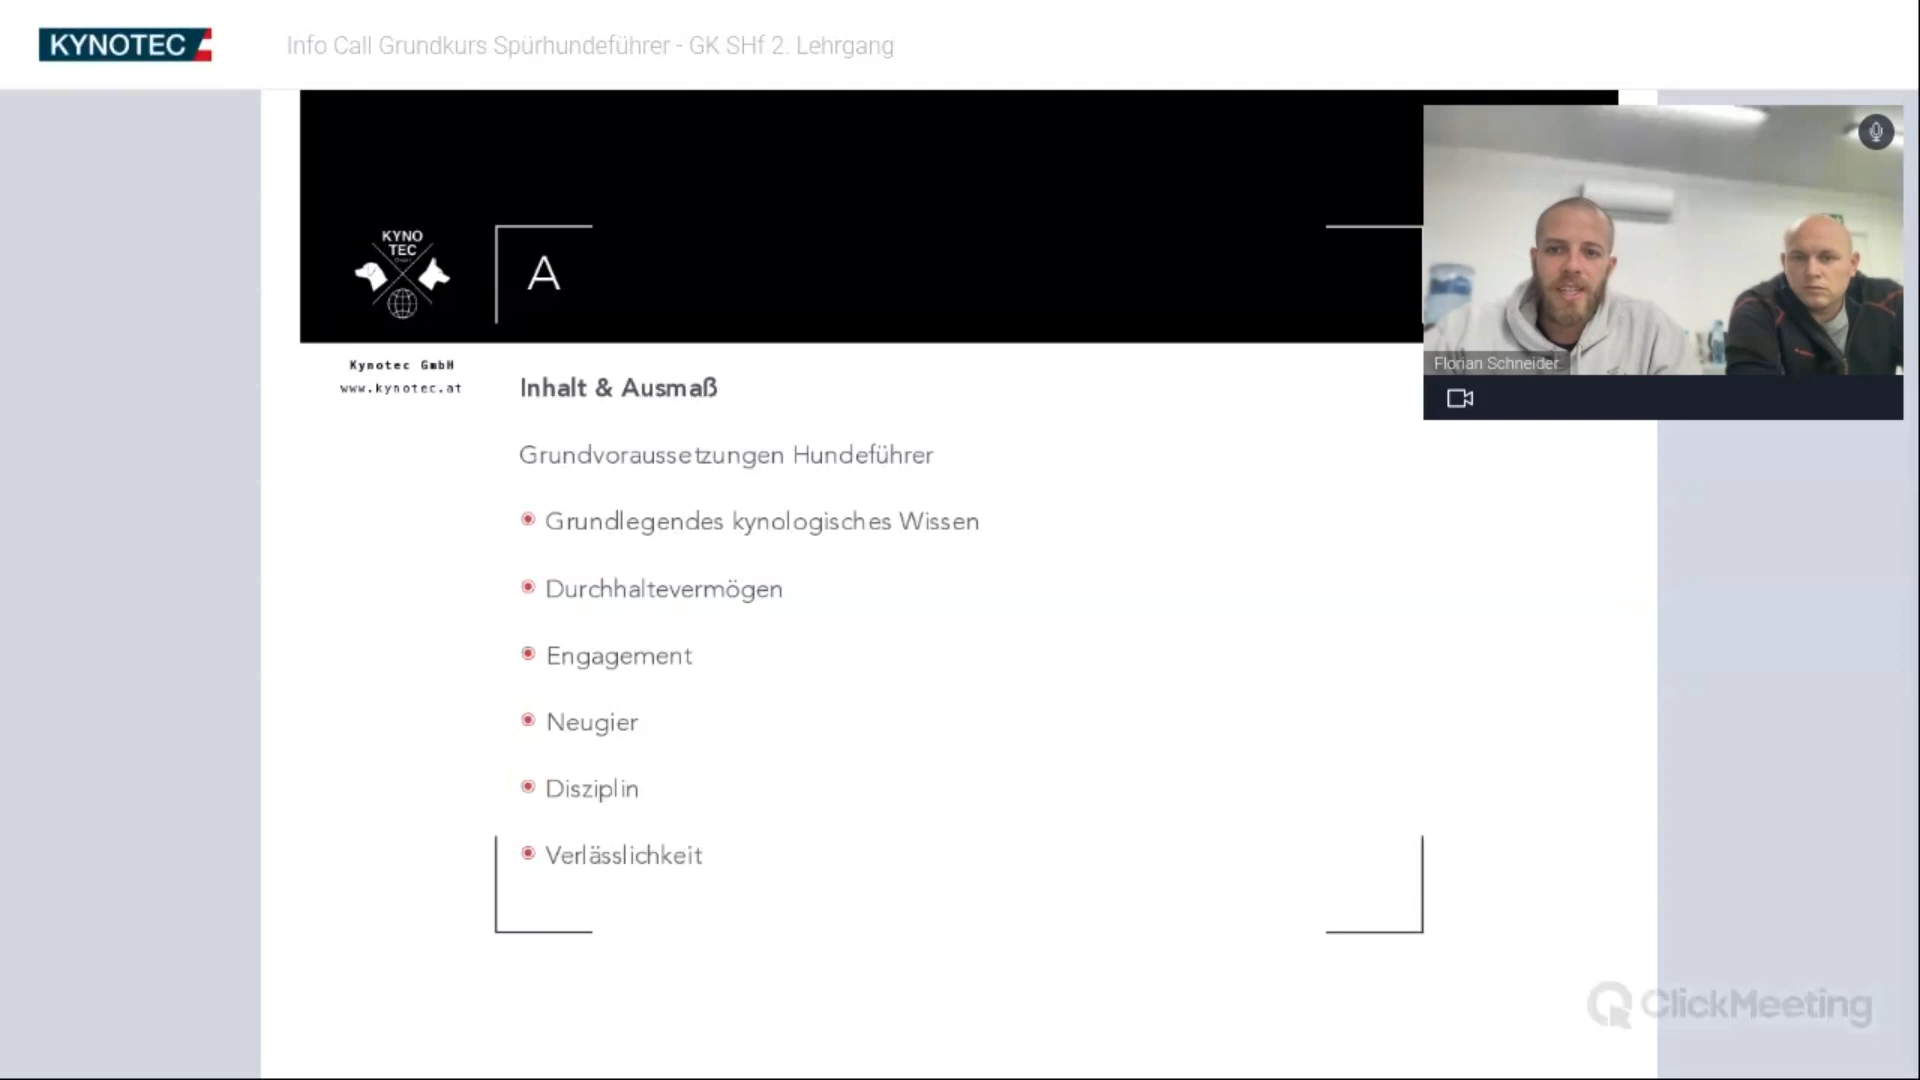 KYNOTEC
Info Call Grundkurs Spürhundeführer - GK SHf 2. Lehrgang
KYNO
TEC
A
Florian Schneider
Kynotec GmbH
www.kynotec.at
Inhalt & Ausmaß
Grundvoraussetzungen Hundeführer
Grundlegendes kynologisches Wissen
Durchhaltevermögen
Engagement
Neugier
Disziplin
Verlässlichkeit
ClickMeeting